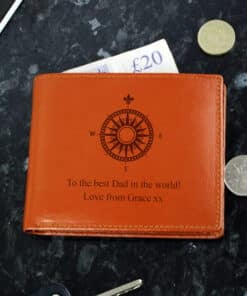 £20
W E
S
To the best Dad in the world!
Love from Grace xx